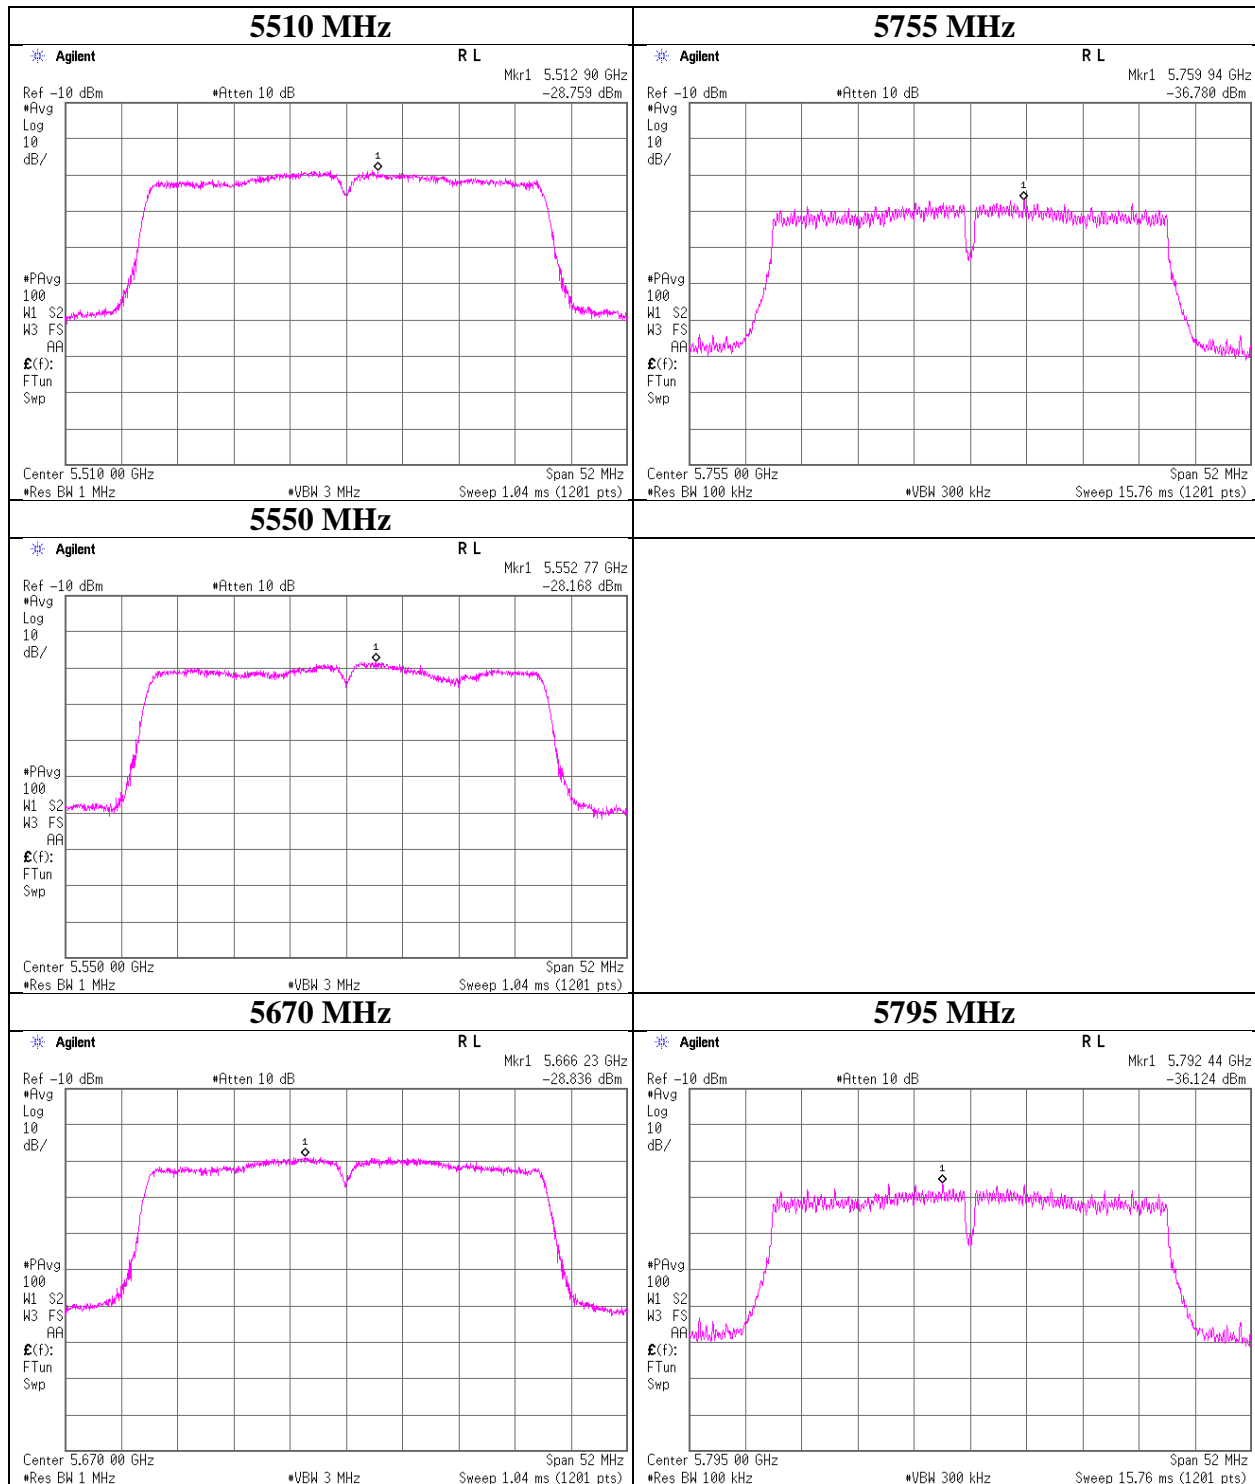 5510 MHz
Agilent
R L
Mkr1 5.512 90 GHz
Ref -10 dBm #Atten 10 dB -28.759 dBm
#Avg
Log
10
dB/
1
#PAvg
100
W1 S2
W3 FS
AA
£(f):
FTun
Swp
Center 5.510 00 GHz Span 52 MHz
#Res BW 1 MHz #VBW 3 MHz Sweep 1.04 ms (1201 pts)
5755 MHz
Agilent
R L
Mkr1 5.759 94 GHz
Ref -10 dBm #Atten 10 dB -36.780 dBm
#Avg
Log
10
dB/
1
#PAvg
100
W1 S2
W3 FS
AA
£(f):
FTun
Swp
Center 5.755 00 GHz Span 52 MHz
#Res BW 100 kHz #VBW 300 kHz Sweep 15.76 ms (1201 pts)
5550 MHz
Agilent
R L
Mkr1 5.552 77 GHz
Ref -10 dBm #Atten 10 dB -28.168 dBm
#Avg
Log
10
dB/
1
#PAvg
100
W1 S2
W3 FS
AA
£(f):
FTun
Swp
Center 5.550 00 GHz Span 52 MHz
#Res BW 1 MHz #VBW 3 MHz Sweep 1.04 ms (1201 pts)
5670 MHz
Agilent
R L
Mkr1 5.666 23 GHz
Ref -10 dBm #Atten 10 dB -28.836 dBm
#Avg
Log
10
dB/
1
#PAvg
100
W1 S2
W3 FS
AA
£(f):
FTun
Swp
Center 5.670 00 GHz Span 52 MHz
#Res BW 1 MHz #VBW 3 MHz Sweep 1.04 ms (1201 pts)
5795 MHz
Agilent
R L
Mkr1 5.792 44 GHz
Ref -10 dBm #Atten 10 dB -36.124 dBm
#Avg
Log
10
dB/
1
#PAvg
100
W1 S2
W3 FS
AA
£(f):
FTun
Swp
Center 5.795 00 GHz Span 52 MHz
#Res BW 100 kHz #VBW 300 kHz Sweep 15.76 ms (1201 pts)